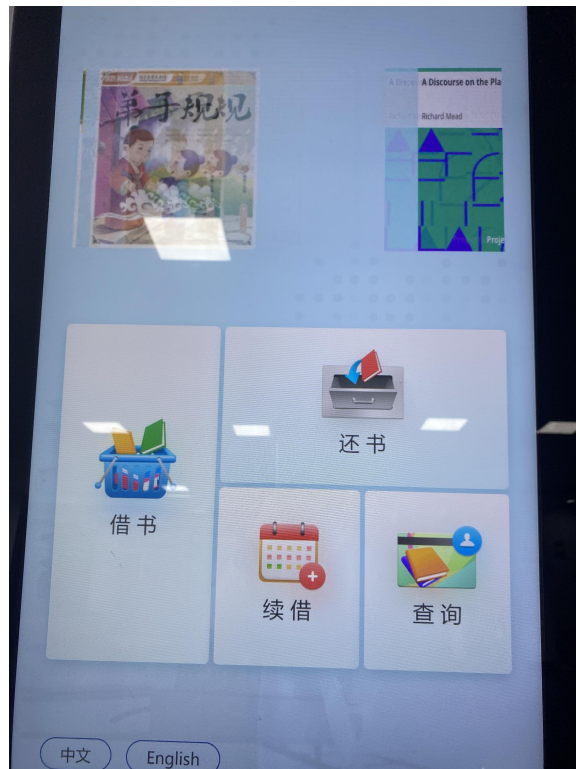 弟子规
A Discourse on the Pla
Richard Mead
Proje
还书
借书
续借
查询
中文
English